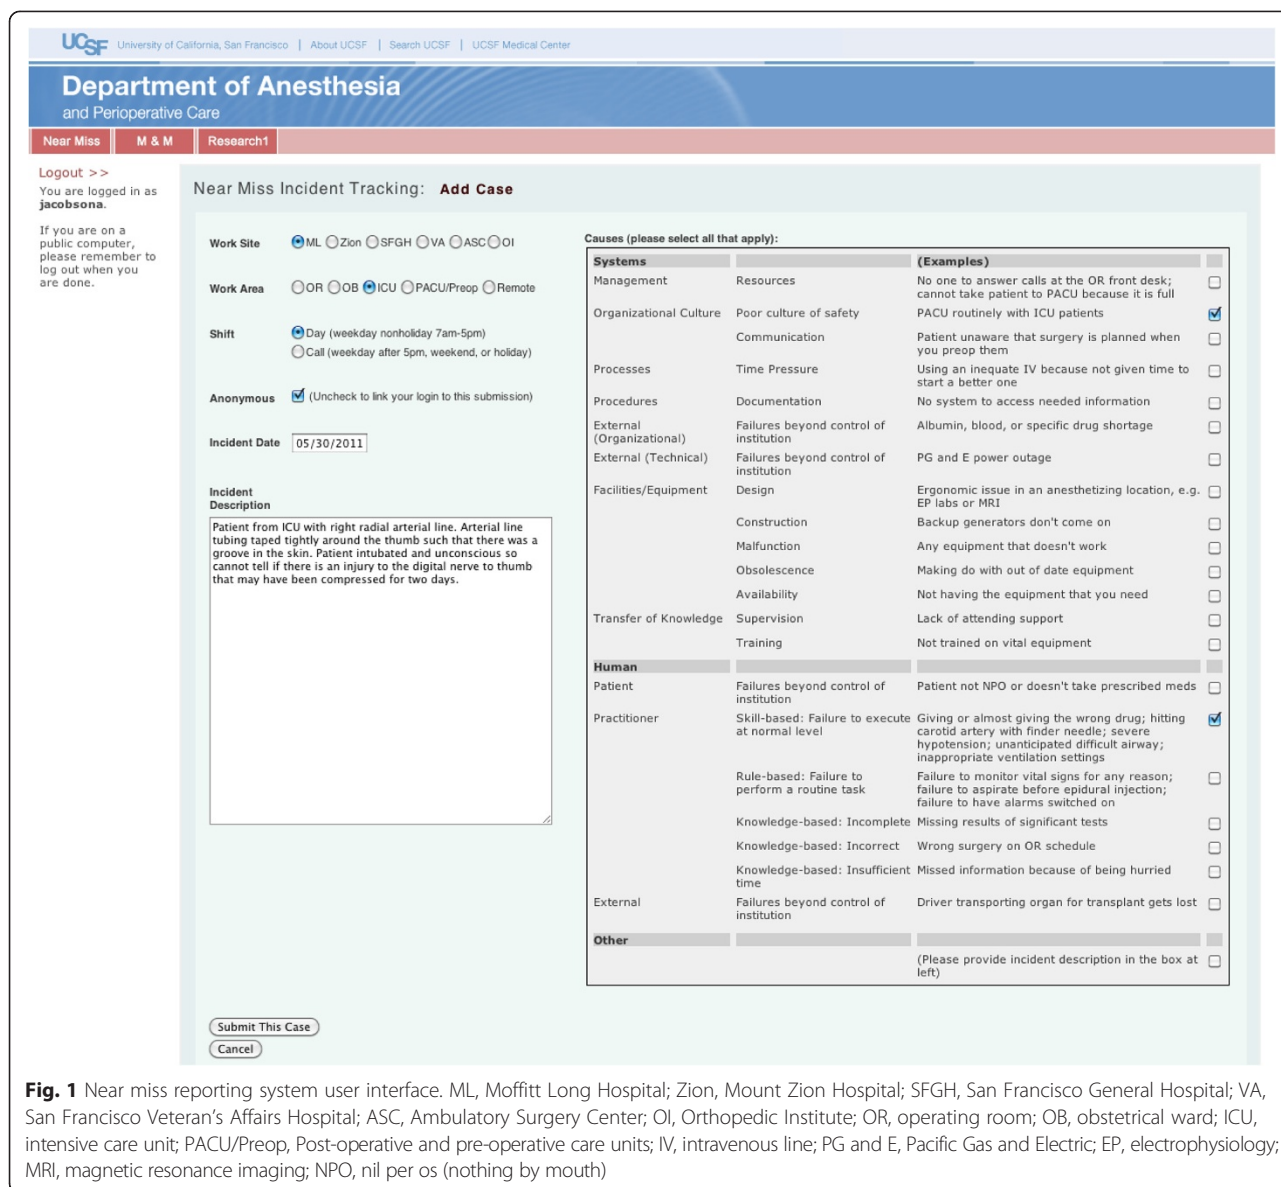 UCSF University of California, San Francisco | About UCSF | Search UCSF | UCSF Medical Center
Department of Anesthesia
and Perioperative Care
Near Miss M & M Research1
Logout >>
You are logged in as
jacobsona.
If you are on a
public computer,
please remember to
log out when you
are done.
Near Miss Incident Tracking: Add Case
Work Site ML Zion SFGH VA ASC OI
Work Area OR OB ICU PACU/Preop Remote
Shift Day (weekday nonholiday 7am-5pm)
Call (weekday after 5pm, weekend, or holiday)
Anonymous (Uncheck to link your login to this submission)
Incident Date 05/30/2011
Incident
Description
Patient from ICU with right radial arterial line. Arterial line
tubing taped tightly around the thumb such that there was a
groove in the skin. Patient intubated and unconscious so
cannot tell if there is an injury to the digital nerve to thumb
that may have been compressed for two days.
Submit This Case
Cancel
Causes (please select all that apply):
Systems (Examples)
Management Resources No one to answer calls at the OR front desk;
cannot take patient to PACU because it is full
Organizational Culture Poor culture of safety PACU routinely with ICU patients
Communication Patient unaware that surgery is planned when
you preop them
Processes Time Pressure Using an inequate IV because not given time to
start a better one
Procedures Documentation No system to access needed information
External Failures beyond control of Albumin, blood, or specific drug shortage
(Organizational) institution
External (Technical) Failures beyond control of PG and E power outage
institution
Facilities/Equipment Design Ergonomic issue in an anesthetizing location, e.g.
EP labs or MRI
Construction Backup generators don't come on
Malfunction Any equipment that doesn't work
Obsolescence Making do with out of date equipment
Availability Not having the equipment that you need
Transfer of Knowledge Supervision Lack of attending support
Training Not trained on vital equipment
Human
Patient Failures beyond control of Patient not NPO or doesn't take prescribed meds
institution
Practitioner Skill-based: Failure to execute Giving or almost giving the wrong drug; hitting
at normal level carotid artery with finder needle; severe
hypotension; unanticipated difficult airway;
inappropriate ventilation settings
Rule-based: Failure to Failure to monitor vital signs for any reason;
perform a routine task failure to aspirate before epidural injection;
failure to have alarms switched on
Knowledge-based: Incomplete Missing results of significant tests
Knowledge-based: Incorrect Wrong surgery on OR schedule
Knowledge-based: Insufficient Missed information because of being hurried
time
External Failures beyond control of Driver transporting organ for transplant gets lost
institution
Other
(Please provide incident description in the box at
left)
Fig. 1 Near miss reporting system user interface. ML, Moffitt Long Hospital; Zion, Mount Zion Hospital; SFGH, San Francisco General Hospital; VA,
San Francisco Veteran's Affairs Hospital; ASC, Ambulatory Surgery Center; OI, Orthopedic Institute; OR, operating room; OB, obstetrical ward; ICU,
intensive care unit; PACU/Preop, Post-operative and pre-operative care units; IV, intravenous line; PG and E, Pacific Gas and Electric; EP, electrophysiology;
MRI, magnetic resonance imaging; NPO, nil per os (nothing by mouth)